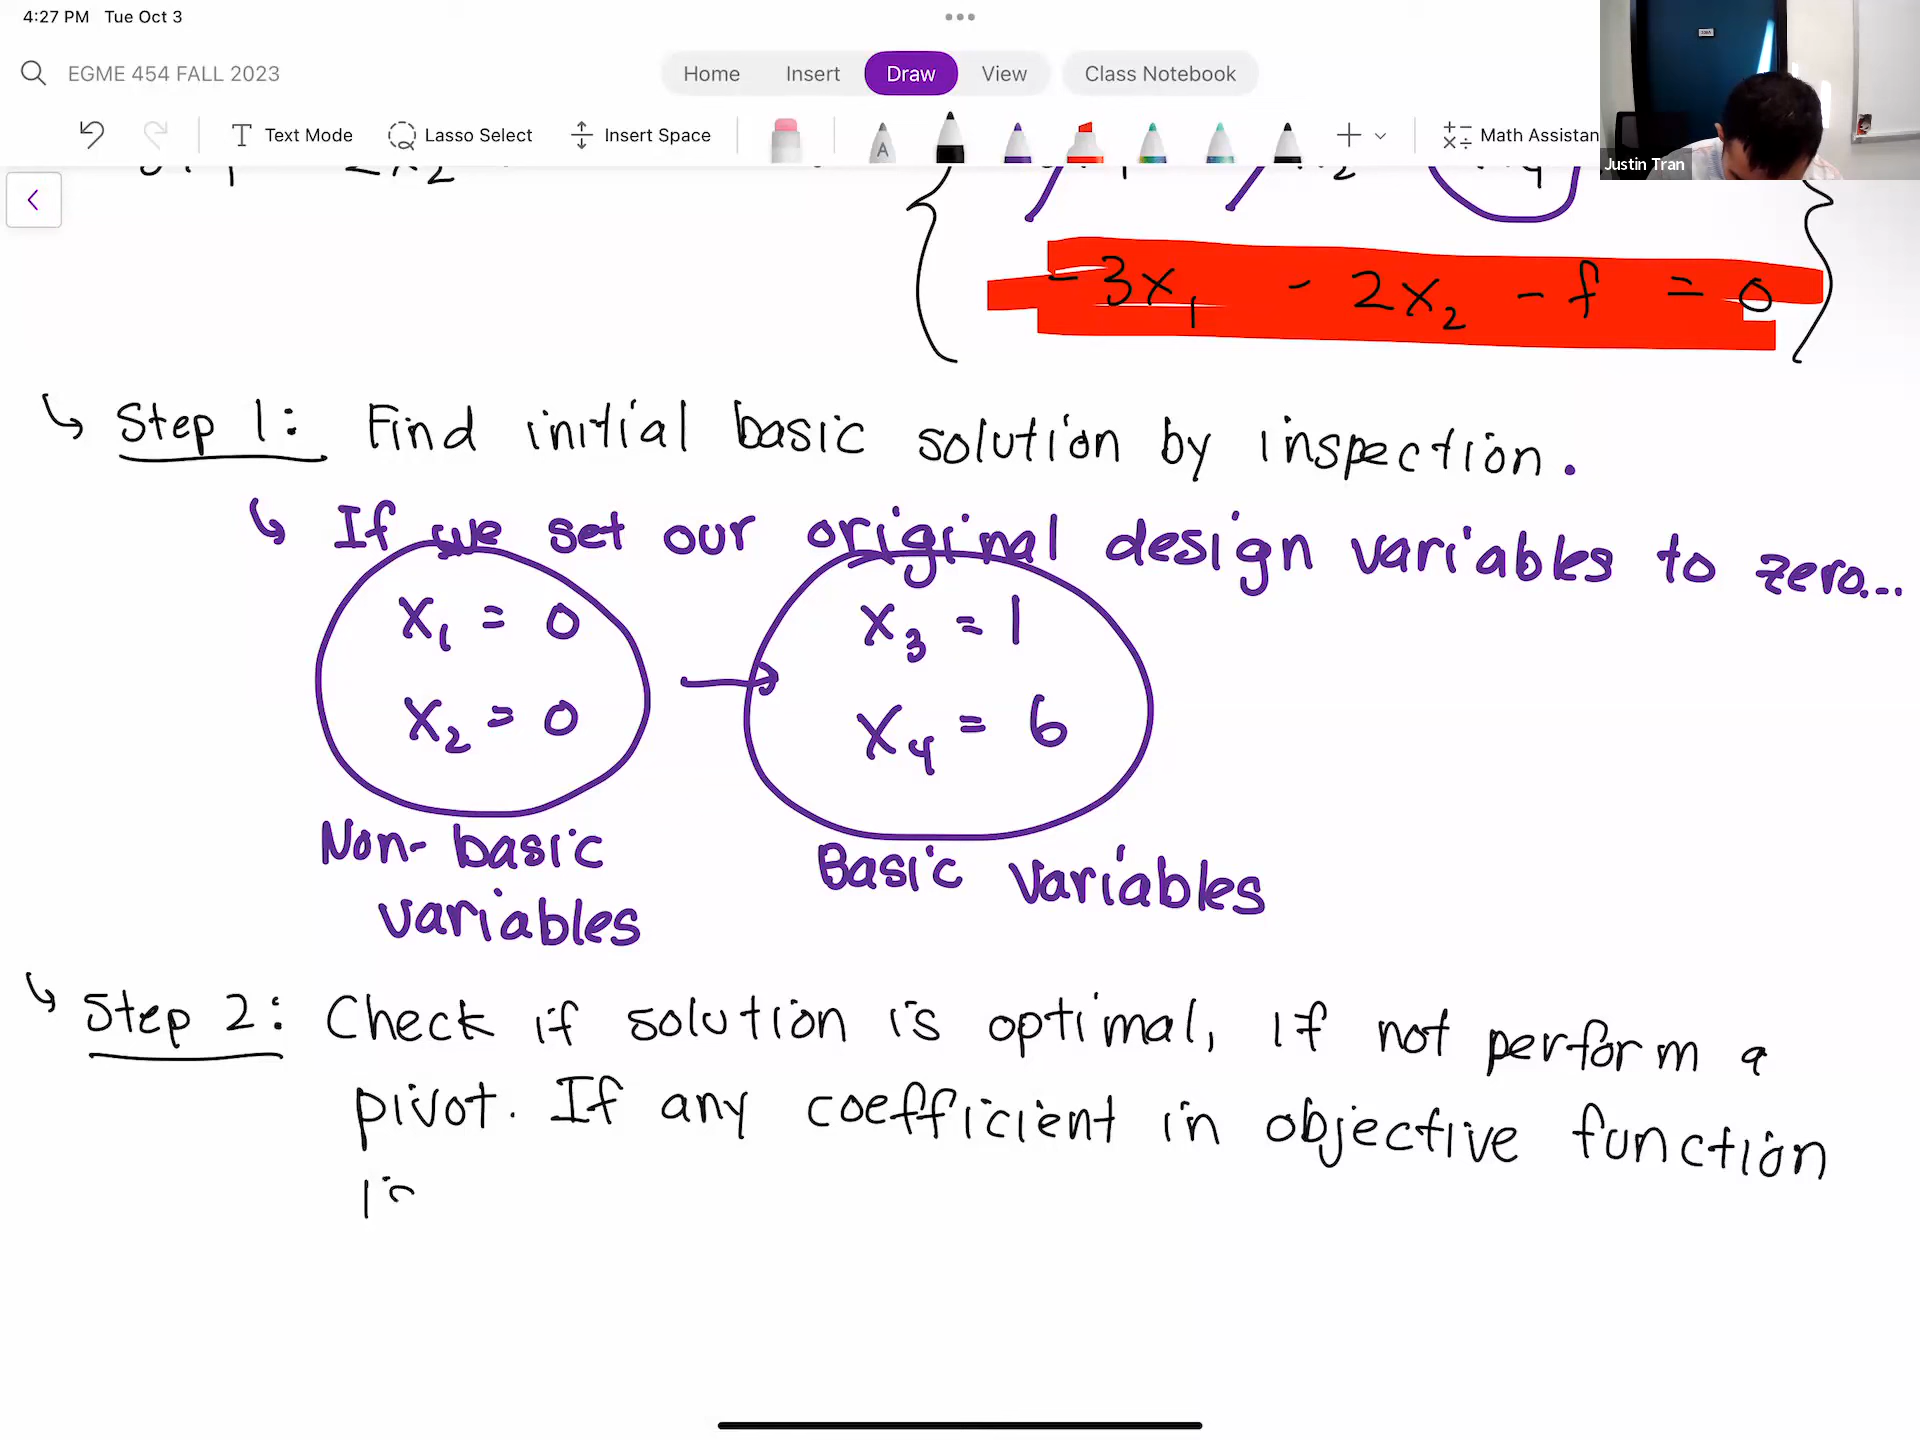 4:27 PM Tue Oct 3
EGME 454 FALL 2023
Home Insert Draw View Class Notebook
Text Mode Lasso Select Insert Space A Math Assistan
Justin Tran
- 3x₁ - 2x₂ - f = 0
Step 1: Find initial basic solution by inspection.
If we set our original design variables to zero...
x₁ = 0 → x₃ = 1
x₂ = 0 x₄ = 6
Non-basic Basic variables
variables
Step 2: Check if solution is optimal, if not perform a
pivot. If any coefficient in objective function